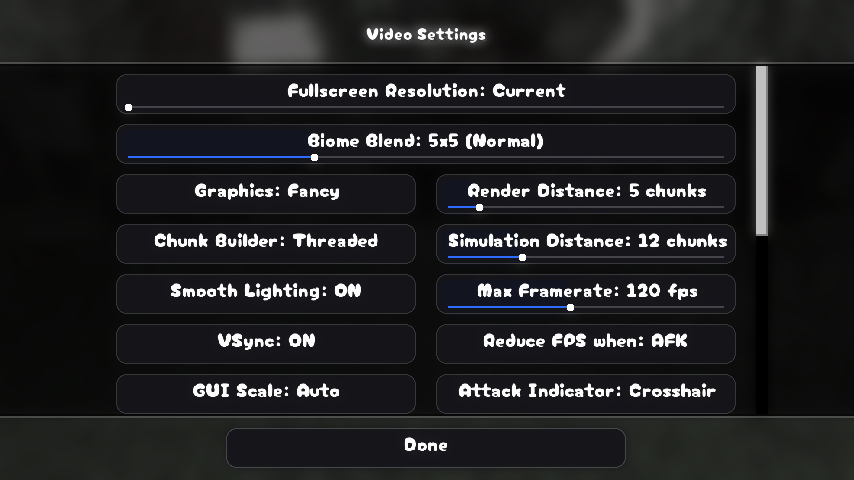 Video Settings
Fullscreen Resolution: Current
Biome Blend: 5x5 (Normal)
Graphics: Fancy
Render Distance: 5 chunks
Chunk Builder: Threaded
Simulation Distance: 12 chunks
Smooth Lighting: ON
Max Framerate: 120 fps
VSync: ON
Reduce FPS when: AFK
GUI Scale: Auto
Attack Indicator: Crosshair
Done